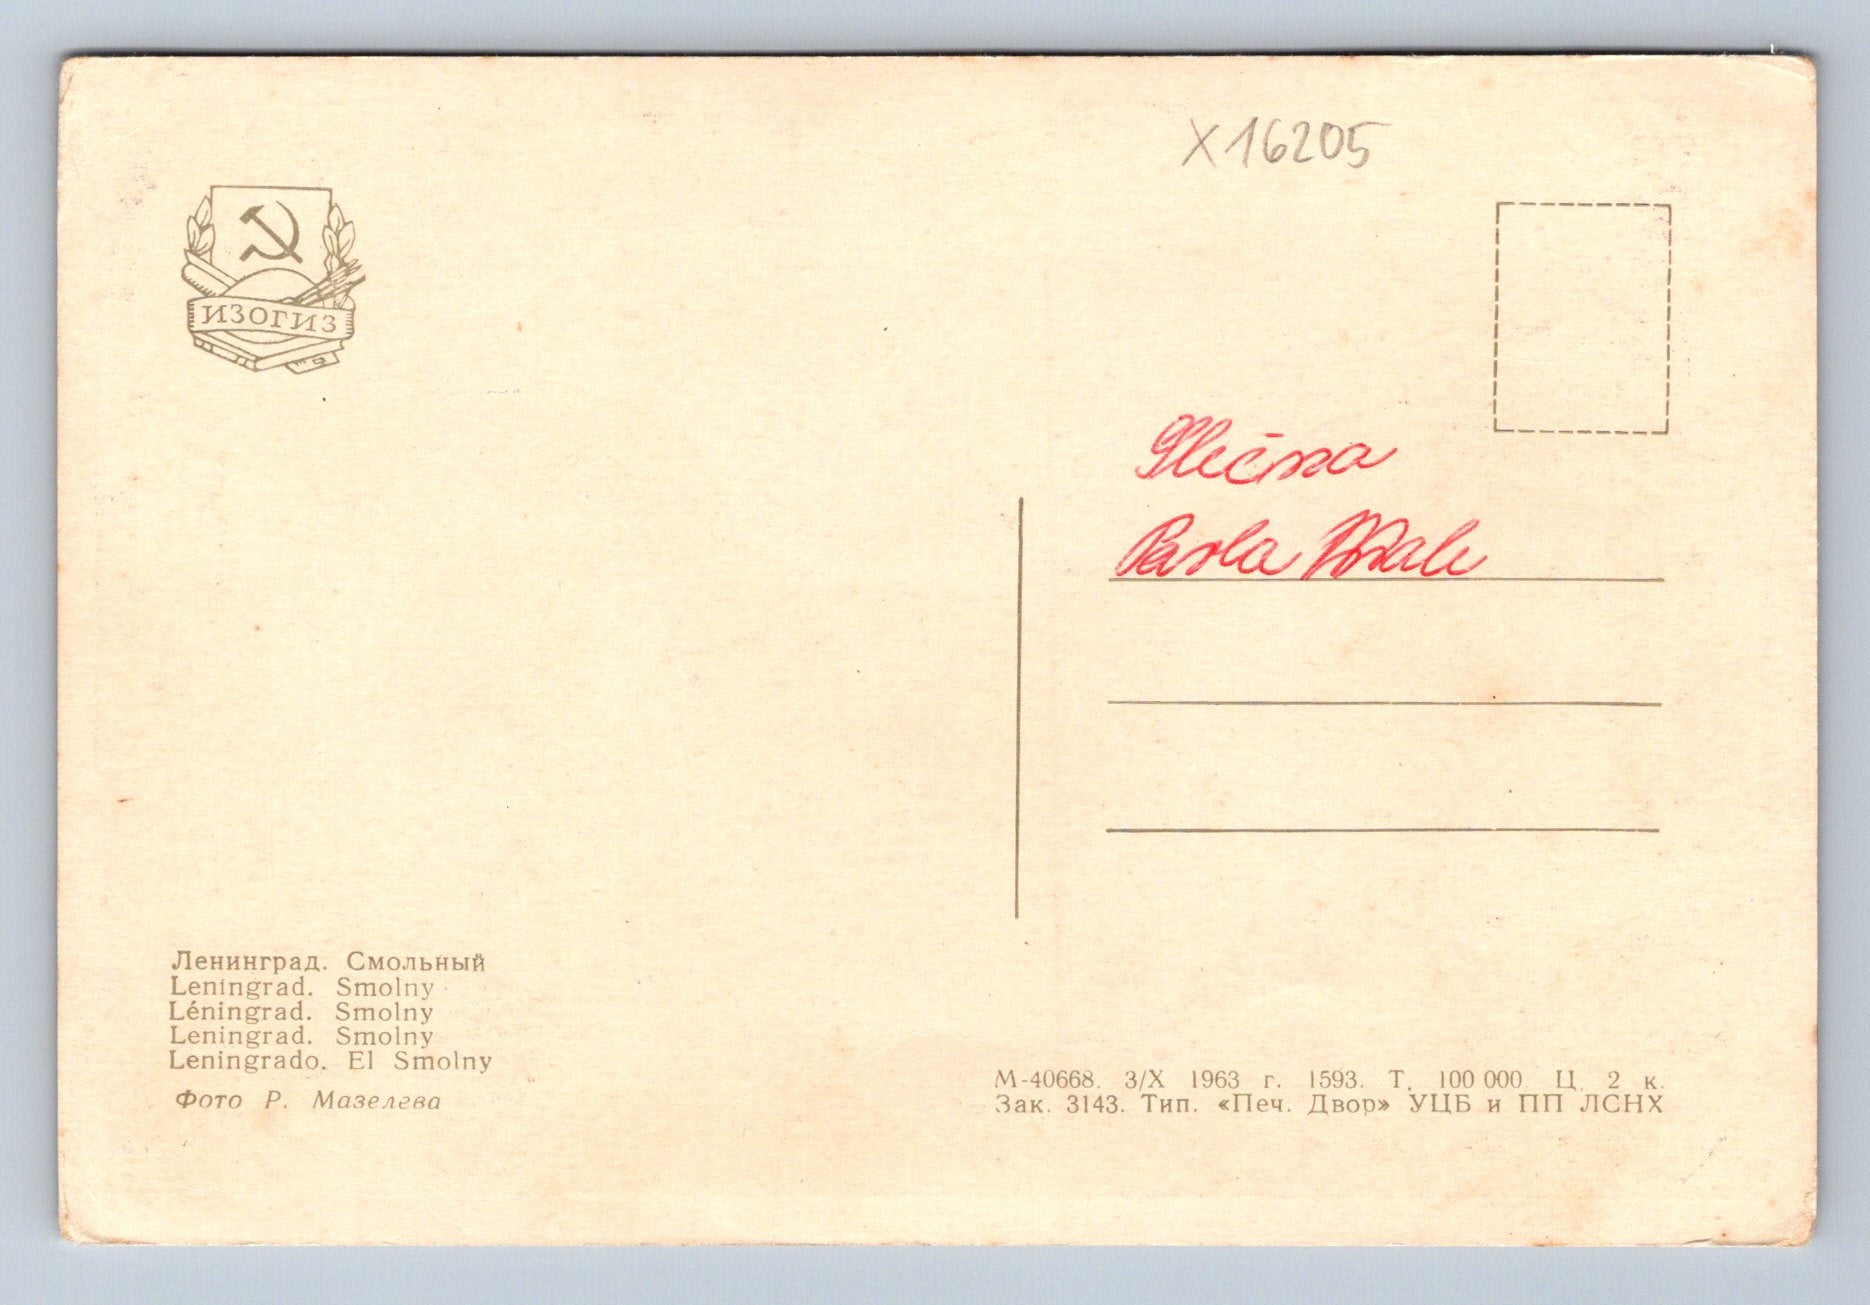 X16205
ИЗОГИЗ
Slečna
Pavla
Ленинград. Смольный
Leningrad. Smolny
Léningrad. Smolny
Leningrad. Smolny
Leningrado. El Smolny
Фото Р. Мазелева
М-40668. 3/X 1963 г. 1593. Т. 100 000 Ц. 2 к.
Зак. 3143. Тип. «Печ. Двор» УЦБ и ПП ЛСНХ